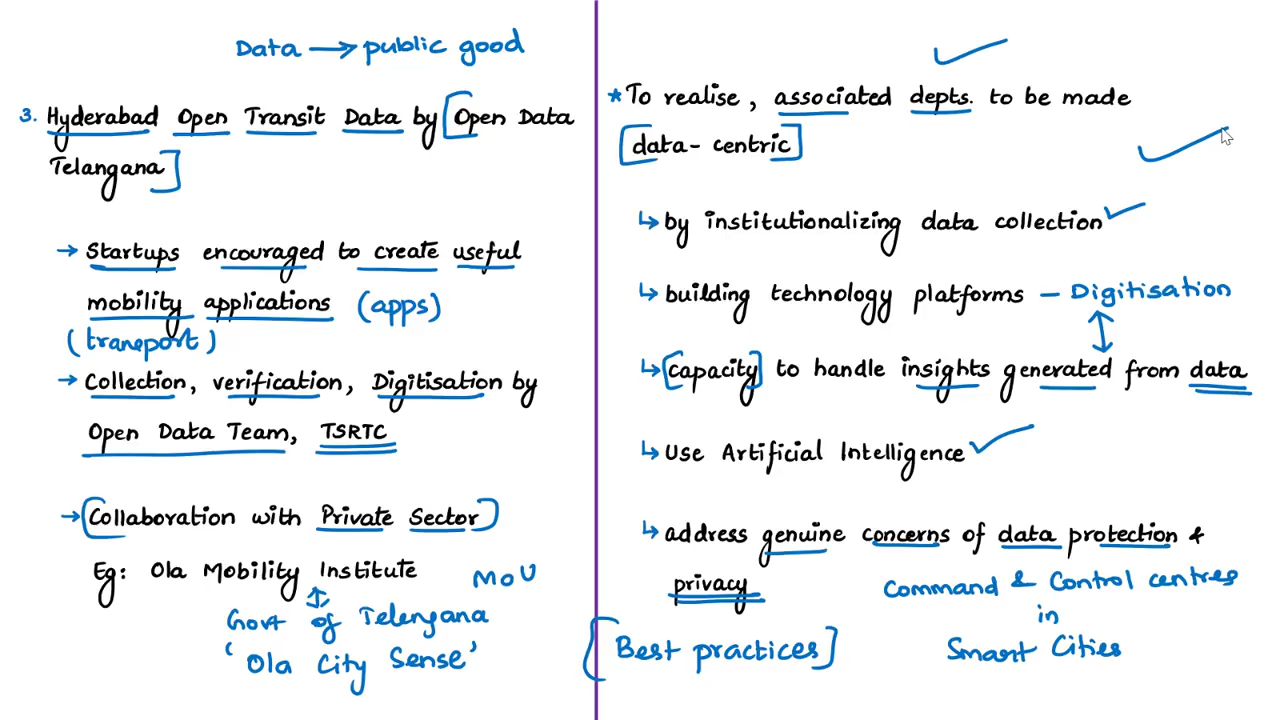 Data → public good
3. Hyderabad Open Transit Data by [Open Data
Telangana]
→ Startups encouraged to create useful
mobility applications (apps)
(transport)
→ Collection, verification, Digitisation by
Open Data Team, TSRTC
→ [Collaboration with Private Sector]
Eg: Ola Mobility Institute MoU
Govt of Telengana
'Ola City Sense'
*To realise, associated depts. to be made
[data-centric]
↳ by institutionalizing data collection
↳ building technology platforms – Digitisation
↳ [capacity] to handle insights generated from data
↳ Use Artificial Intelligence
↳ address genuine concerns of data protection &
privacy
Command & Control centres
in
Smart Cities
[Best practices]